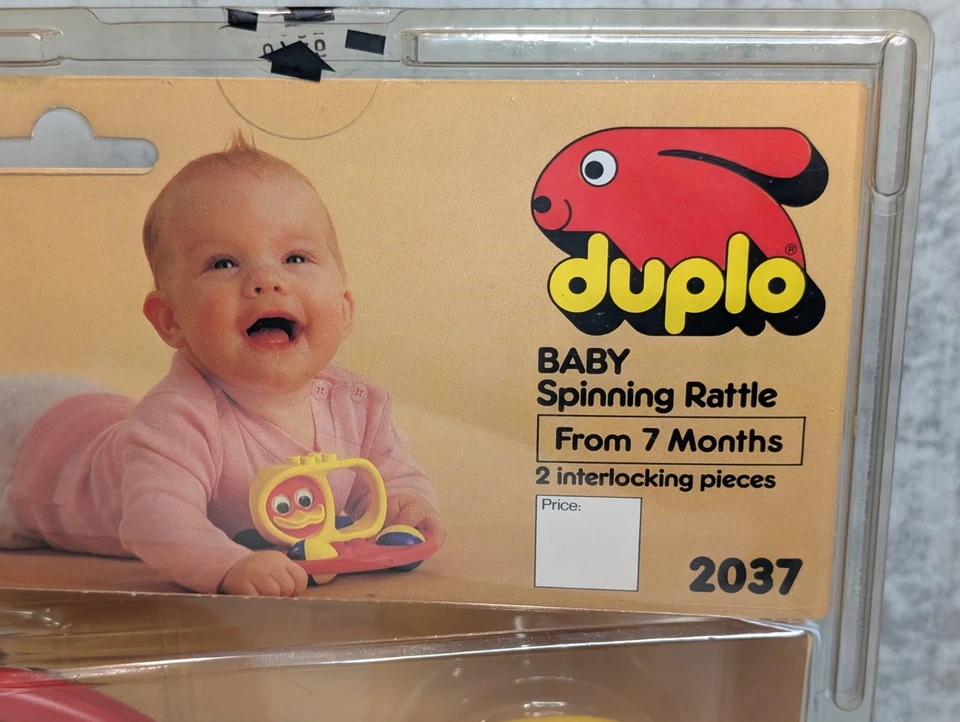 duplo®
BABY
Spinning Rattle
From 7 Months
2 interlocking pieces
Price:
2037